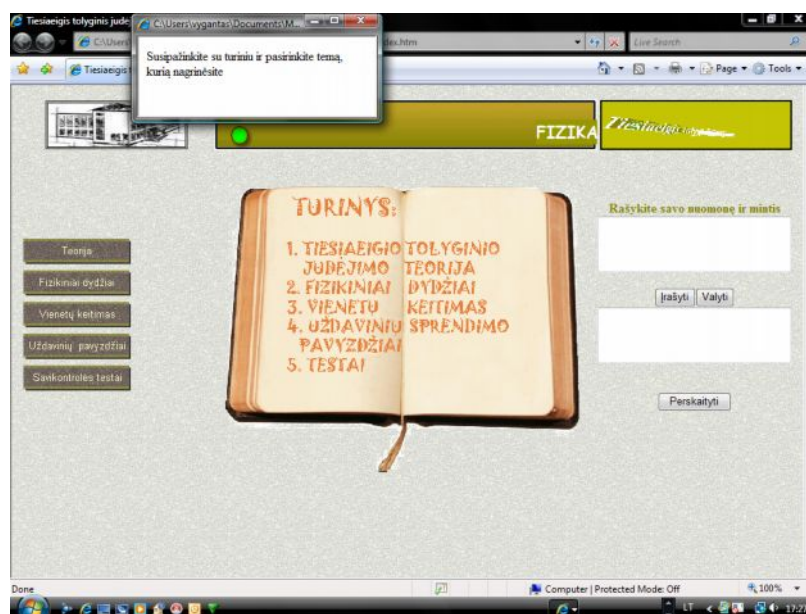 Tiesiaeigis tolyginis jude
C:\Users\vygantas\Documents\M...
C:\Users
dex.htm
Live Search
Tiesiaeigis t
Page
Tools
Susipažinkite su turiniu ir pasirinkite temą,
kurią nagrinėsite
FIZIKA
Tiesiaeigis
TURINYS:
1. TIESIAEIGIO TOLYGINIO
JUDĖJIMO TEORIJA
2. FIZIKINIAI DYDŽIAI
3. VIENETŲ KEITIMAS
4. UŽDAVINIŲ SPRENDIMO
PAVYZDŽIAI
5. TESTAI
Teorija
Fizikiniai dydžiai
Vienetų keitimas
Uždavinių pavyzdžiai
Savikontrolės testai
Rašykite savo nuomonę ir mintis
Įrašyti Valyti
Perskaityti
Done
Computer | Protected Mode: Off
100%
LT
17:27